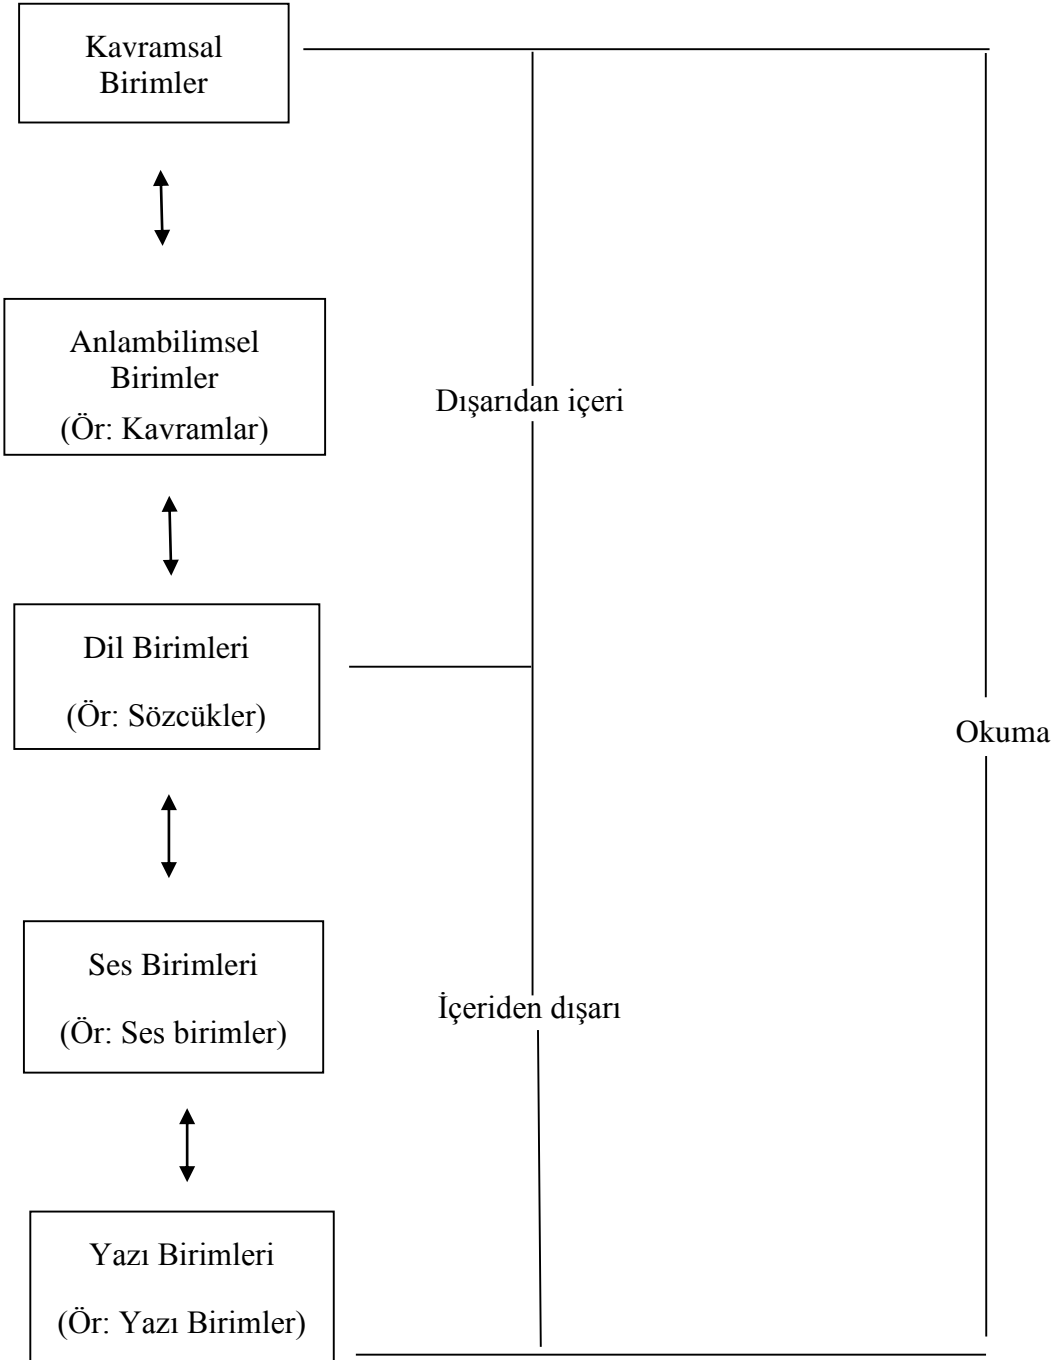 Kavramsal
Birimler
Anlambilimsel
Birimler
(Ör: Kavramlar)
Dışarıdan içeri
Dil Birimleri
(Ör: Sözcükler)
Okuma
Ses Birimleri
(Ör: Ses birimler)
İçeriden dışarı
Yazı Birimleri
(Ör: Yazı Birimler)